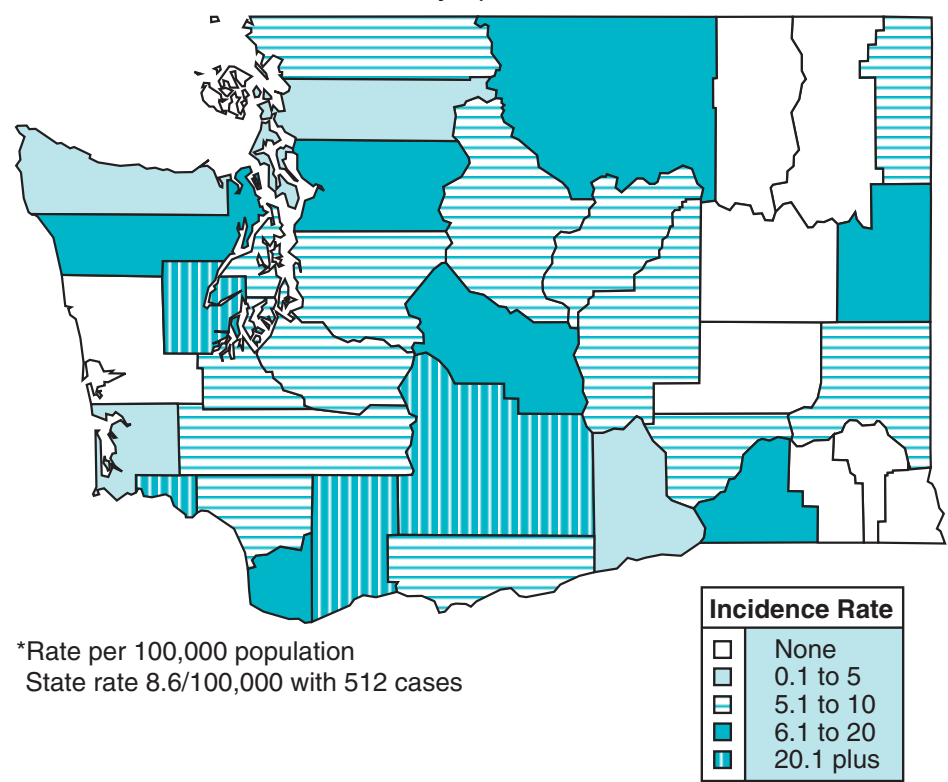 *Rate per 100,000 population
State rate 8.6/100,000 with 512 cases
Incidence Rate
None
0.1 to 5
5.1 to 10
6.1 to 20
20.1 plus